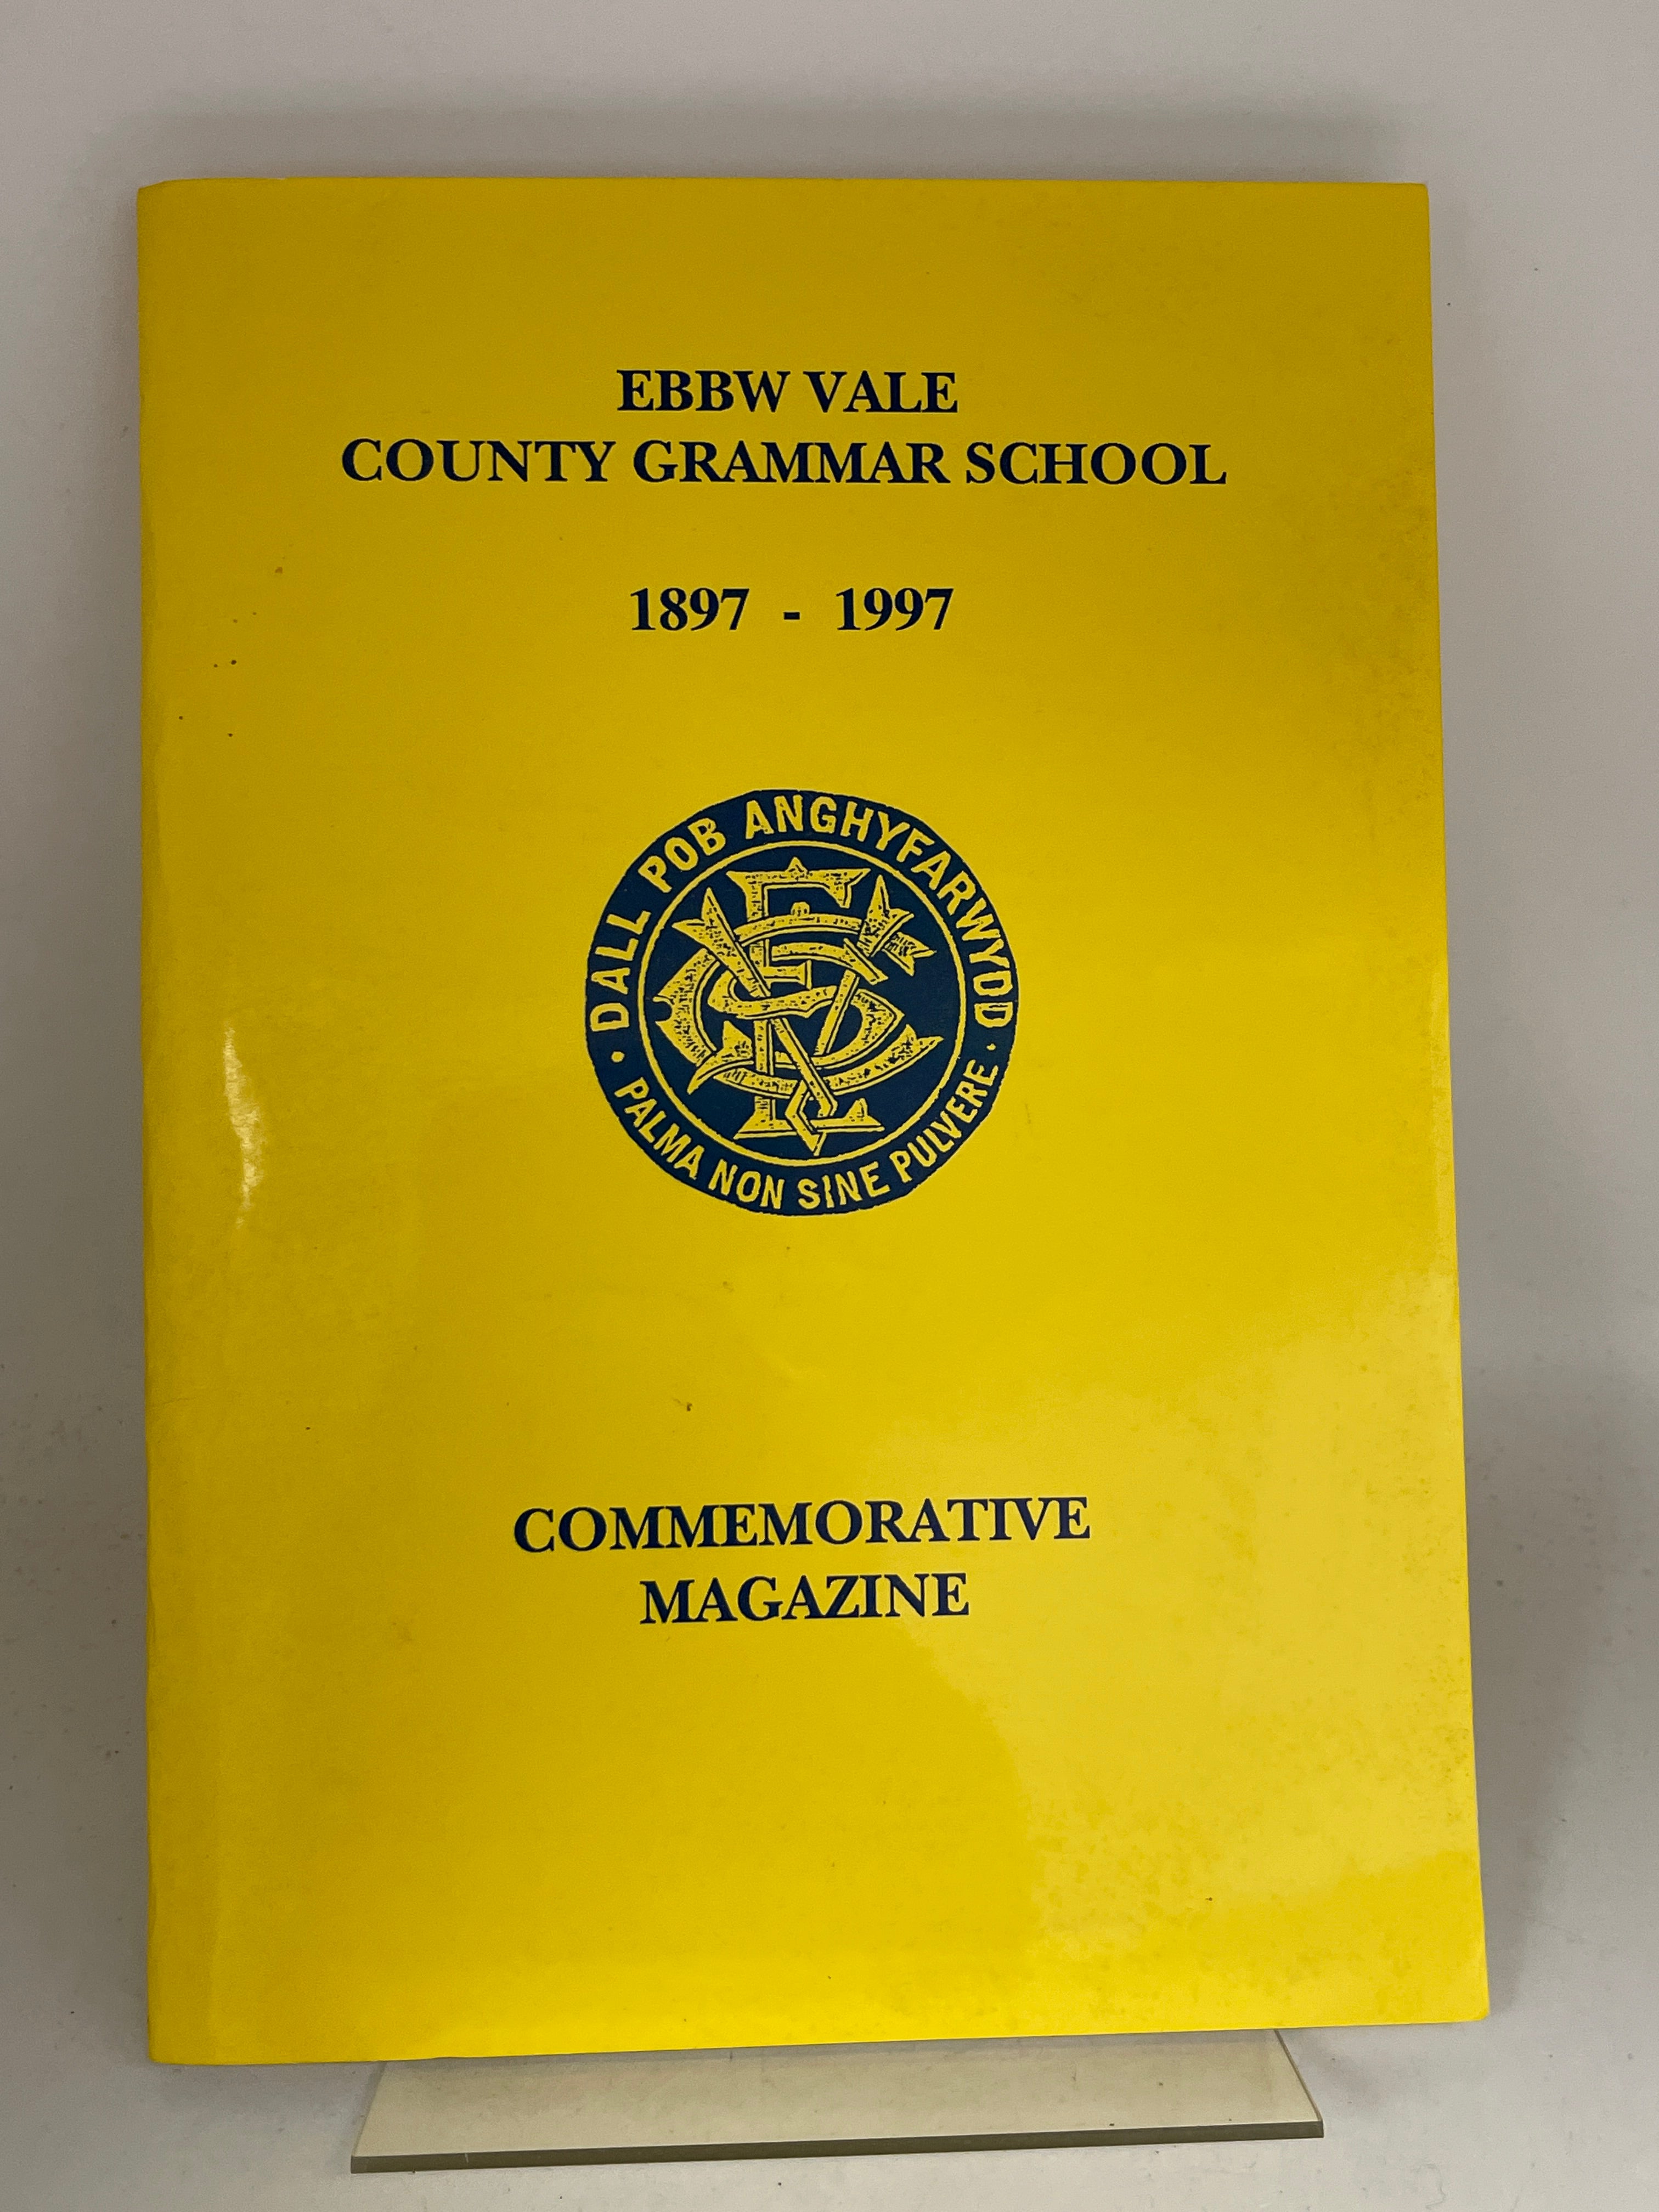 EBBW VALE
COUNTY GRAMMAR SCHOOL
1897 - 1997
DALL POB ANGHYFARWYDD
PALMA NON SINE PULVERE
COMMEMORATIVE
MAGAZINE